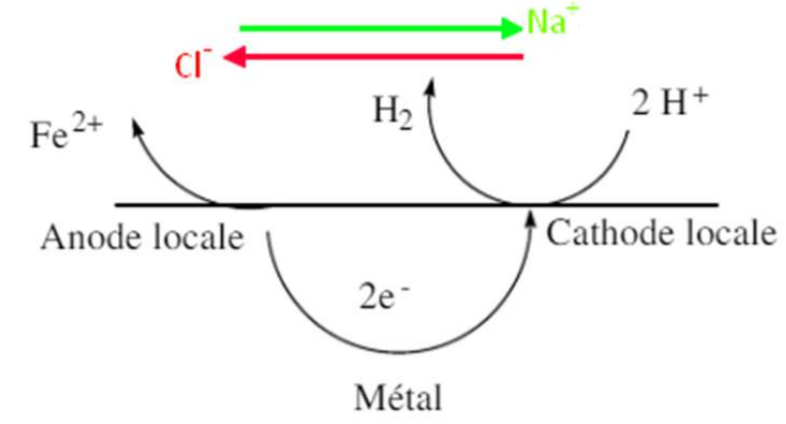 Na⁺
Cl⁻
H₂
2 H⁺
Fe²⁺
Anode locale
Cathode locale
2e⁻
Métal